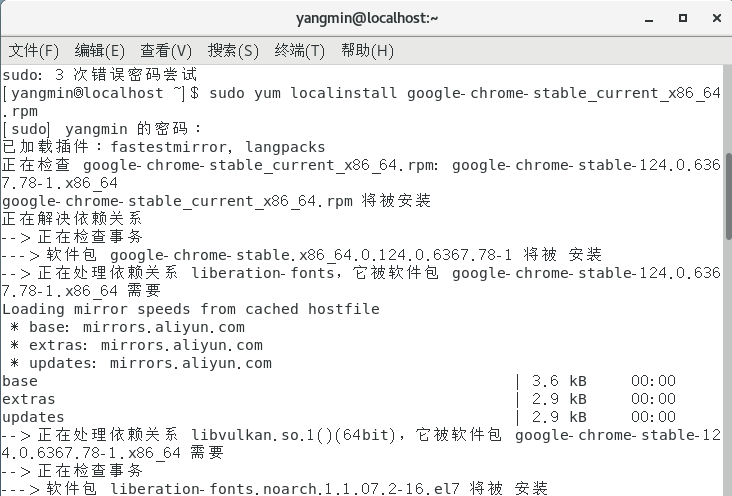 yangmin@localhost:~
文件(F) 编辑(E) 查看(V) 搜索(S) 终端(T) 帮助(H)
sudo: 3 次错误密码尝试
[yangmin@localhost ~]$ sudo yum localinstall google-chrome-stable_current_x86_64
.rpm
[sudo] yangmin 的密码：
已加载插件：fastestmirror, langpacks
正在检查 google-chrome-stable_current_x86_64.rpm: google-chrome-stable-124.0.636
7.78-1.x86_64
google-chrome-stable_current_x86_64.rpm 将被安装
正在解决依赖关系
--> 正在检查事务
---> 软件包 google-chrome-stable.x86_64.0.124.0.6367.78-1 将被 安装
--> 正在处理依赖关系 liberation-fonts，它被软件包 google-chrome-stable-124.0.636
7.78-1.x86_64 需要
Loading mirror speeds from cached hostfile
* base: mirrors.aliyun.com
* extras: mirrors.aliyun.com
* updates: mirrors.aliyun.com
base | 3.6 kB 00:00
extras | 2.9 kB 00:00
updates | 2.9 kB 00:00
--> 正在处理依赖关系 libvulkan.so.1()(64bit)，它被软件包 google-chrome-stable-12
4.0.6367.78-1.x86_64 需要
--> 正在检查事务
---> 软件包 liberation-fonts.noarch.1.1.07.2-16.el7 将被 安装